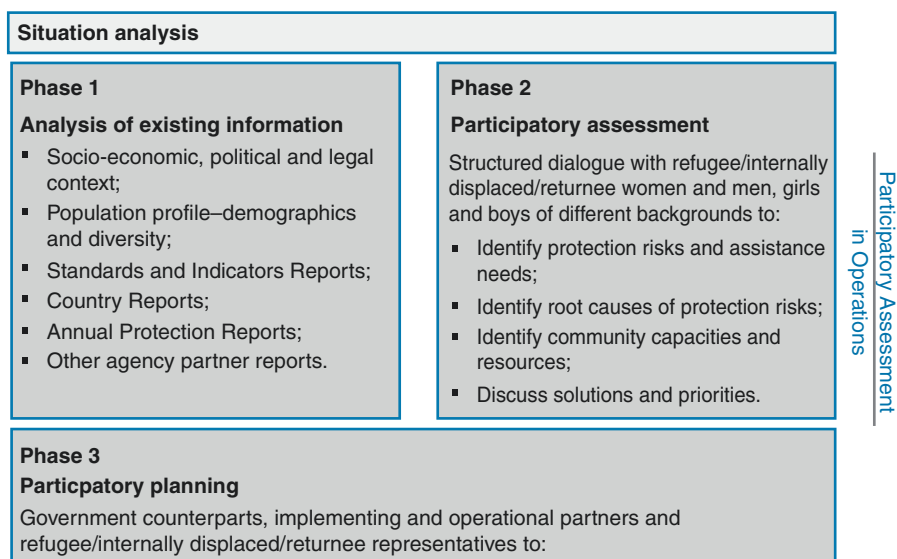 Situation analysis
Phase 1
Analysis of existing information
▪ Socio-economic, political and legal
context;
▪ Population profile–demographics
and diversity;
▪ Standards and Indicators Reports;
▪ Country Reports;
▪ Annual Protection Reports;
▪ Other agency partner reports.
Phase 2
Participatory assessment
Structured dialogue with refugee/internally
displaced/returnee women and men, girls
and boys of different backgrounds to:
▪ Identify protection risks and assistance
needs;
▪ Identify root causes of protection risks;
▪ Identify community capacities and
resources;
▪ Discuss solutions and priorities.
Phase 3
Particpatory planning
Government counterparts, implementing and operational partners and
refugee/internally displaced/returnee representatives to:
Participatory Assessment
in Operations